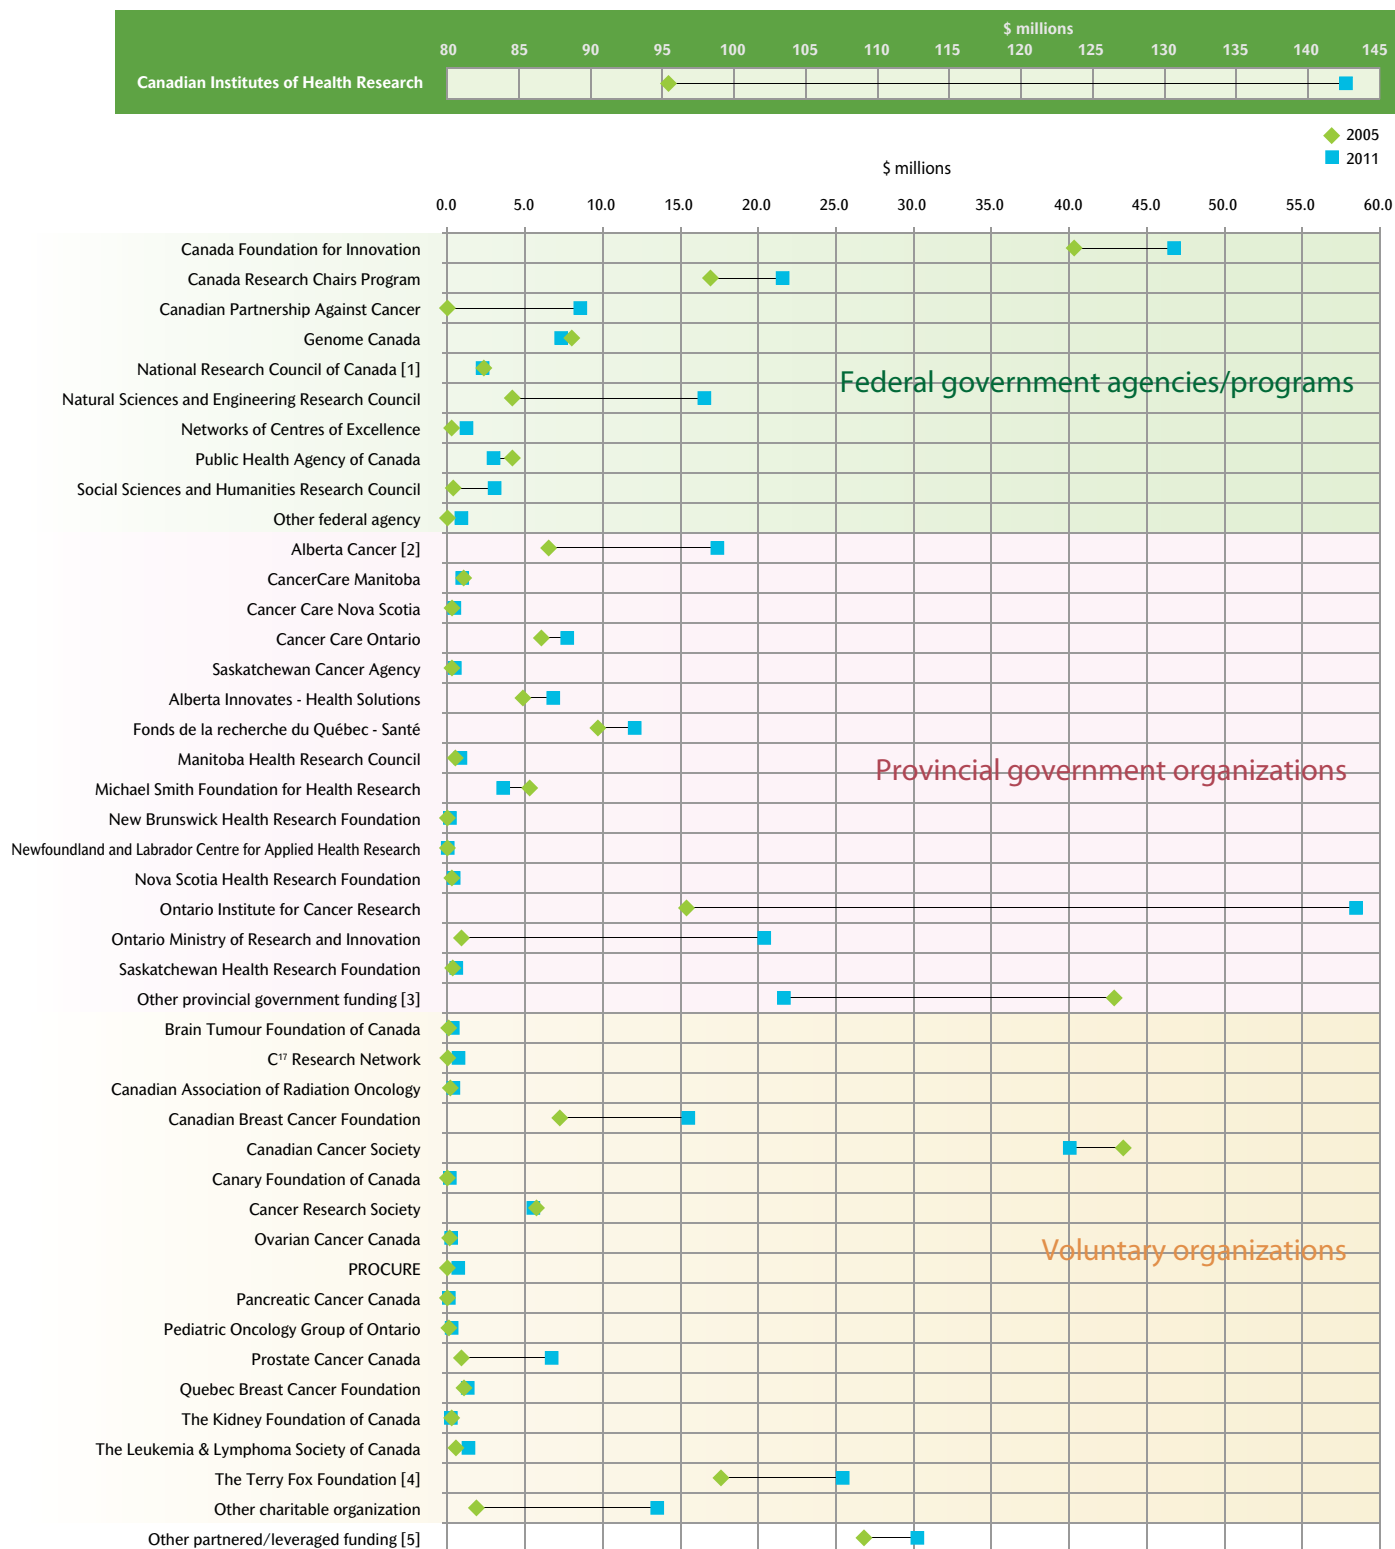 $ millions
80 85 90 95 100 105 110 115 120 125 130 135 140 145
Canadian Institutes of Health Research
2005
2011
$ millions
0.0 5.0 10.0 15.0 20.0 25.0 30.0 35.0 40.0 45.0 50.0 55.0 60.0
Canada Foundation for Innovation
Canada Research Chairs Program
Canadian Partnership Against Cancer
Genome Canada
National Research Council of Canada [1]
Federal government agencies/programs
Natural Sciences and Engineering Research Council
Networks of Centres of Excellence
Public Health Agency of Canada
Social Sciences and Humanities Research Council
Other federal agency
Alberta Cancer [2]
CancerCare Manitoba
Cancer Care Nova Scotia
Cancer Care Ontario
Saskatchewan Cancer Agency
Alberta Innovates - Health Solutions
Fonds de la recherche du Québec - Santé
Manitoba Health Research Council
Provincial government organizations
Michael Smith Foundation for Health Research
New Brunswick Health Research Foundation
Newfoundland and Labrador Centre for Applied Health Research
Nova Scotia Health Research Foundation
Ontario Institute for Cancer Research
Ontario Ministry of Research and Innovation
Saskatchewan Health Research Foundation
Other provincial government funding [3]
Brain Tumour Foundation of Canada
C¹⁷ Research Network
Canadian Association of Radiation Oncology
Canadian Breast Cancer Foundation
Canadian Cancer Society
Canary Foundation of Canada
Cancer Research Society
Ovarian Cancer Canada
Voluntary organizations
PROCURE
Pancreatic Cancer Canada
Pediatric Oncology Group of Ontario
Prostate Cancer Canada
Quebec Breast Cancer Foundation
The Kidney Foundation of Canada
The Leukemia & Lymphoma Society of Canada
The Terry Fox Foundation [4]
Other charitable organization
Other partnered/leveraged funding [5]